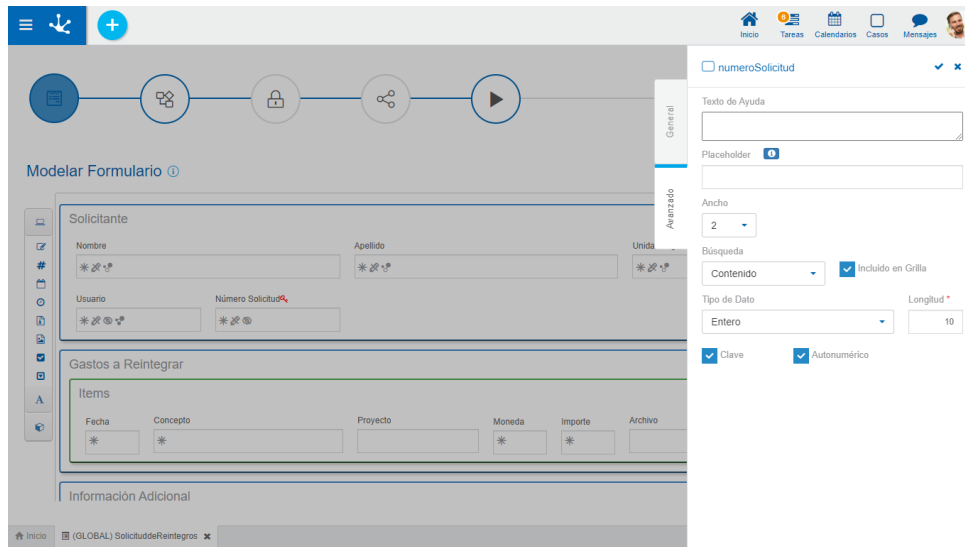 6
Inicio Tareas Calendarios Casos Mensajes
numeroSolicitud
General
Avanzado
Texto de Ayuda
Placeholder
Ancho
2
Búsqueda
Contenido Incluido en Grilla
Tipo de Dato Longitud *
Entero 10
Clave Autonumérico
Modelar Formulario
Solicitante
Nombre Apellido
Usuario Número Solicitud
Gastos a Reintegrar
Items
Fecha Concepto Proyecto Moneda Importe Archivo
Información Adicional
A
Inicio (GLOBAL) SolicituddeReintegros